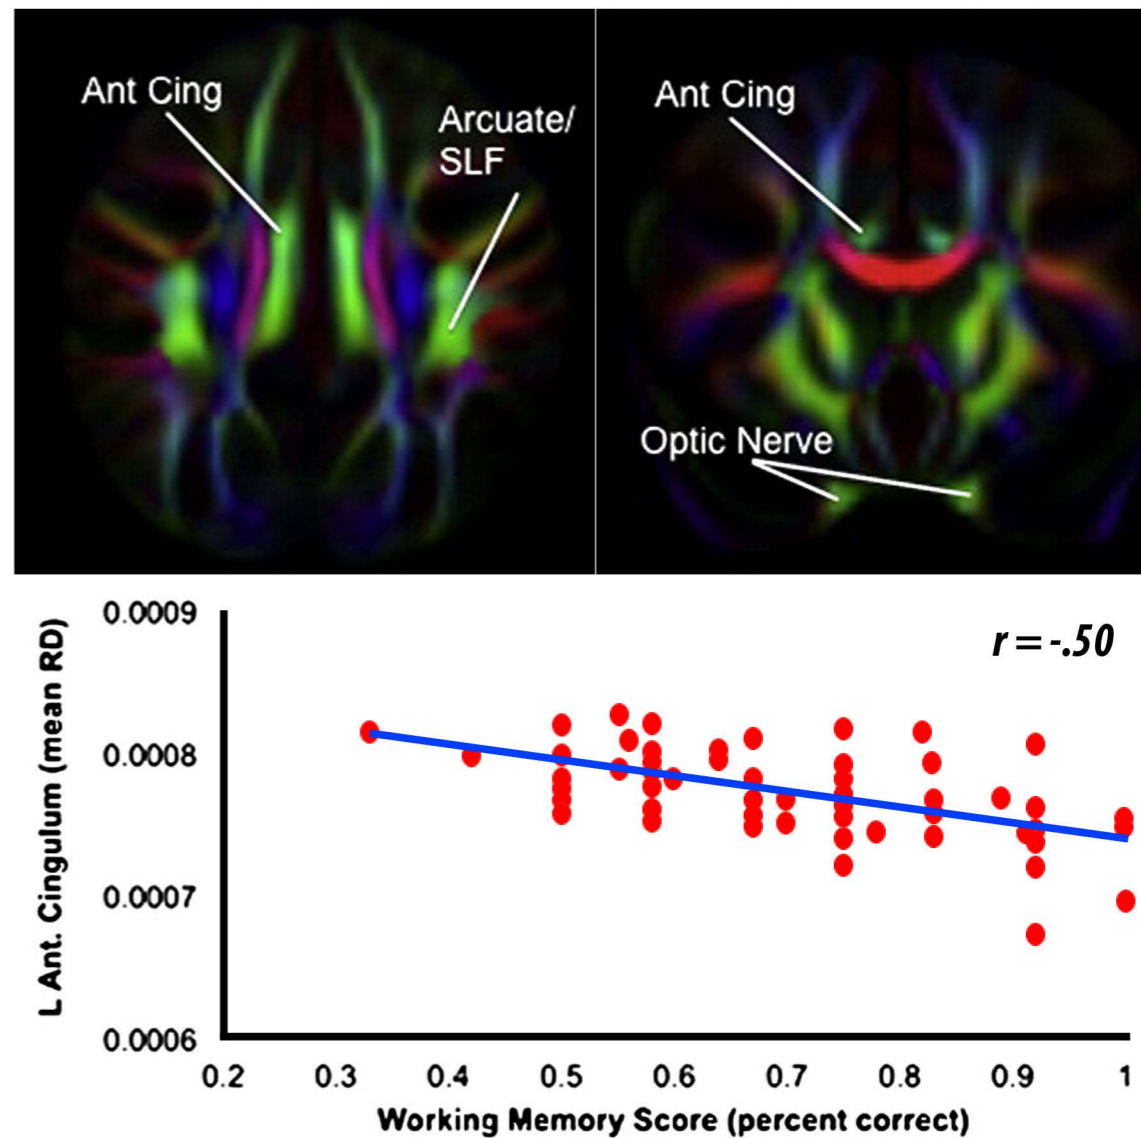 Ant Cing
Arcuate/
SLF
Ant Cing
Optic Nerve
L Ant. Cingulum (mean RD)
0.0009
0.0008
0.0007
0.0006
r = -.50
0.2 0.3 0.4 0.5 0.6 0.7 0.8 0.9 1
Working Memory Score (percent correct)